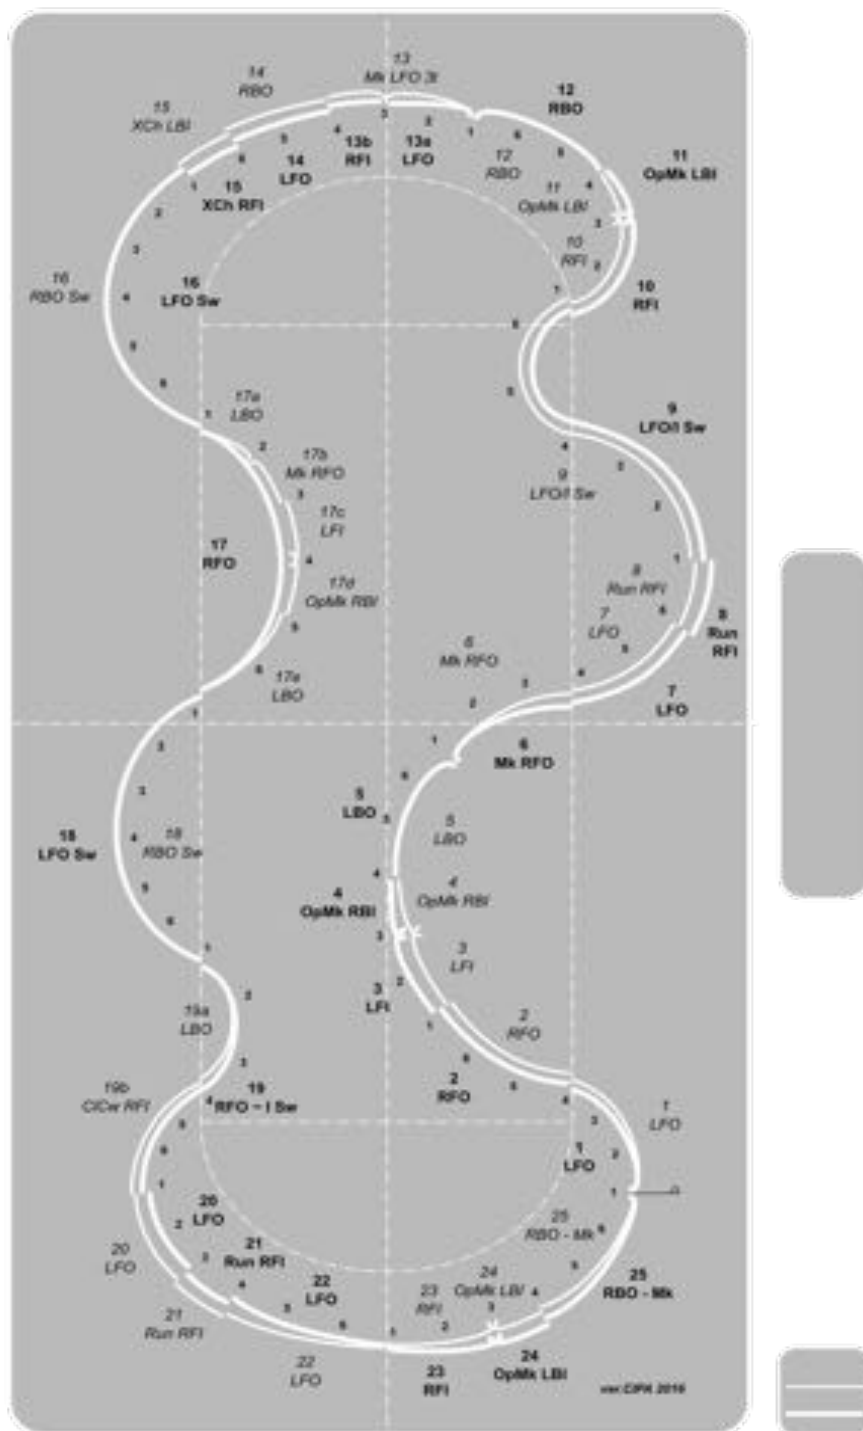 13
Mk LFO 3t
14
RBO
12
RBO
15
XCh LBI
13b
RFI
13a
LFO
12
RBO
11
OpMk LBI
14
LFO
11
OpMk LBI
15
XCh RFI
10
RFI
16
RBO Sw
16
LFO Sw
10
RFI
17a
LBO
9
LFO/I Sw
17b
Mk RFO
9
LFO/I Sw
17c
LFI
17
RFO
17d
OpMk RBI
8
Run RFI
7
LFO
8
Run
RFI
6
Mk RFO
17e
LBO
7
LFO
6
Mk RFO
5
LBO
5
LBO
18
LFO Sw
18
RBO Sw
4
OpMk RBI
4
OpMk RBI
3
LFI
3
LFI
19a
LBO
2
RFO
19b
ClCw RFI
19
RFO - I Sw
2
RFO
1
LFO
1
LFO
20
LFO
25
RBO - Mk
20
LFO
21
Run RFI
22
LFO
23
RFI
24
OpMk LBI
25
RBO - Mk
21
Run RFI
22
LFO
23
RFI
24
OpMk LBI
ver.CIPA 2016